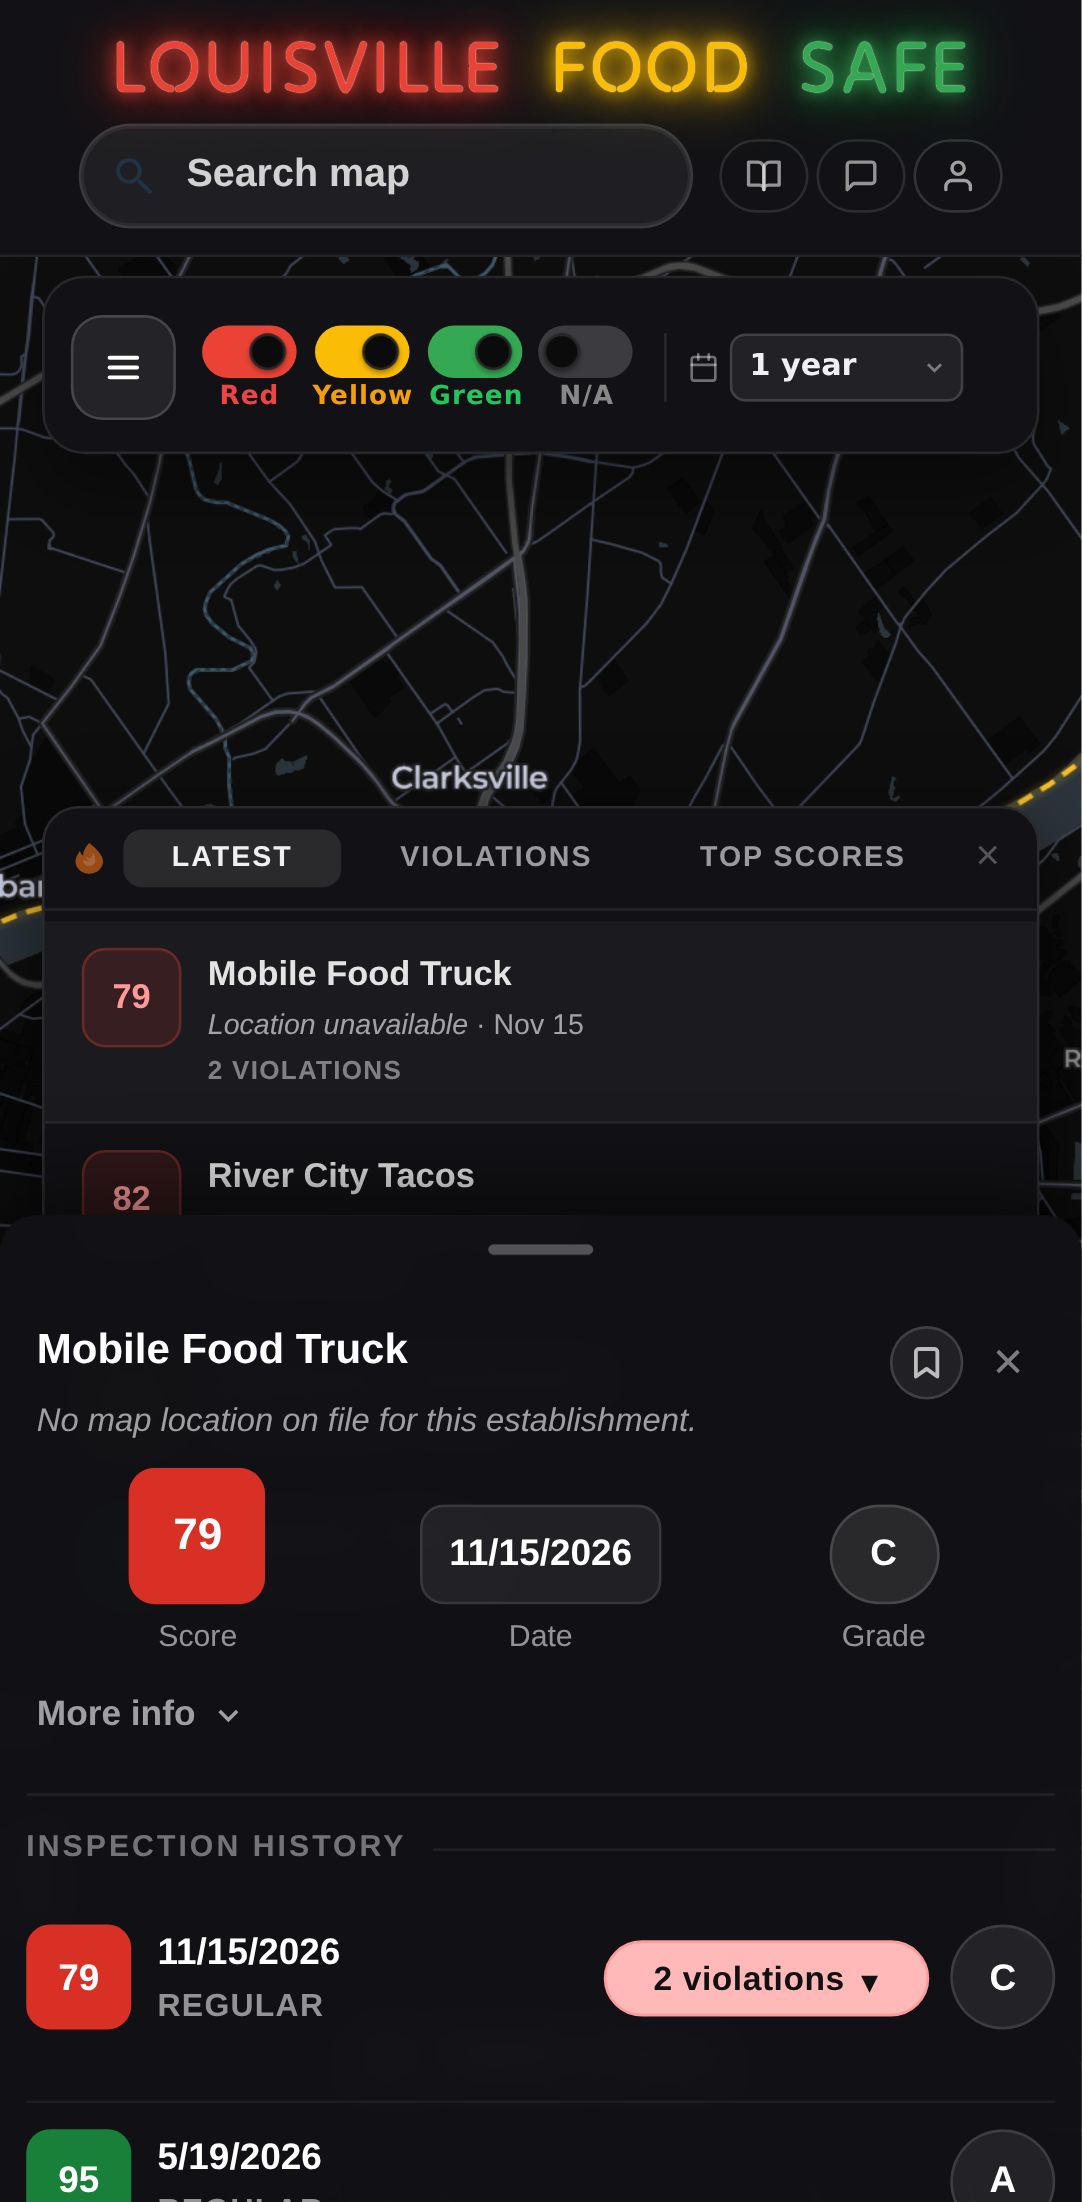 LOUISVILLE FOOD SAFE
Search map
Red Yellow Green N/A
1 year
Clarksville
LATEST VIOLATIONS TOP SCORES
79
Mobile Food Truck
Location unavailable · Nov 15
2 VIOLATIONS
82
River City Tacos
Mobile Food Truck
No map location on file for this establishment.
79 11/15/2026 C
Score Date Grade
More info
INSPECTION HISTORY
79
11/15/2026
REGULAR
2 violations ▼
C
95
5/19/2026
A